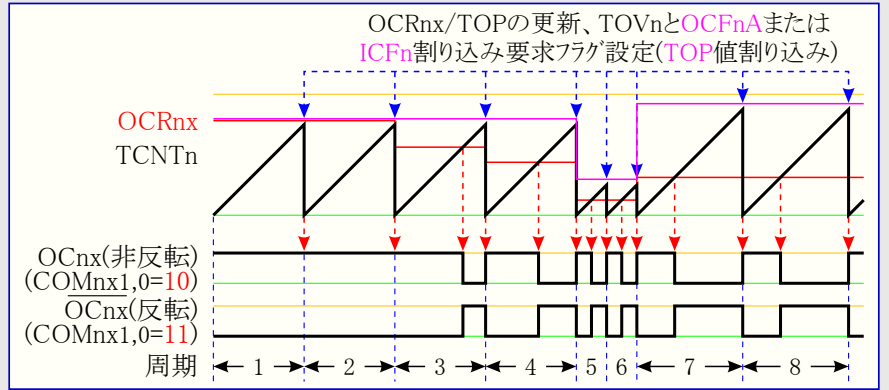 OCRnx/TOPの更新、TOVnとOCFnAまたは
ICFn割り込み要求フラグ設定(TOP値割り込み)
OCRnx
TCNTn
OCnx(非反転)
(COMnx1,0=10)
OCnx(反転)
(COMnx1,0=11)
周期 1 2 3 4 5 6 7 8